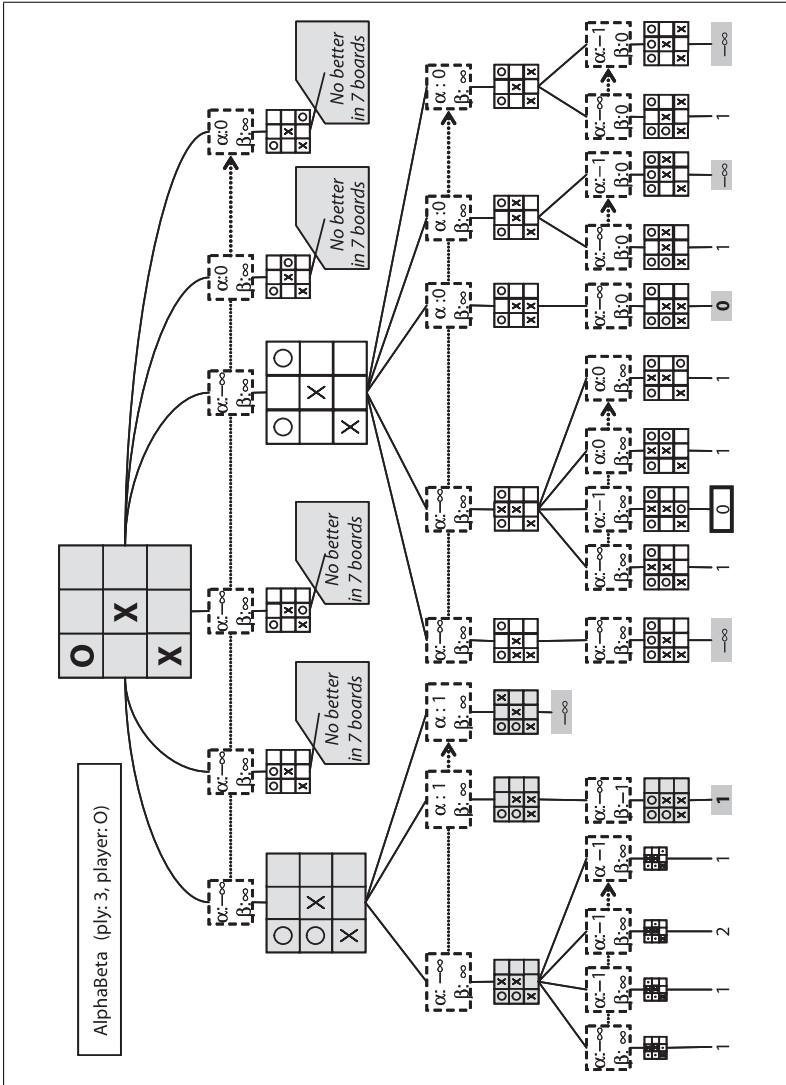 AlphaBeta (ply: 3, player: O)
O
X
X
α:−∞ α:−∞ α:−∞ α:−∞ α:0 α:0
β:∞ β:∞ β:∞ β:∞ β:∞ β:∞
O
O X
X
O O
X
X
No better
in 7 boards
No better
in 7 boards
No better
in 7 boards
No better
in 7 boards
α:−∞ α:1 α:1 α:−∞ α:−∞ α:0 α:0 α:0
β:∞ β:∞ β:∞ β:∞ β:∞ β:∞ β:∞ β:∞
−∞
α:−∞ α:−1 α:−1 α:−1 α:−∞ α:−∞ α:−∞ α:−1 α:0 α:0 α:−∞ α:−∞ α:−1 α:−∞ α:−1
β:∞ β:∞ β:∞ β:∞ β:−1 β:∞ β:∞ β:∞ β:∞ β:∞ β:0 β:0 β:0 β:0 β:0
1 1 2 1 1 −∞ 1 0 1 1 0 1 −∞ 1 −∞